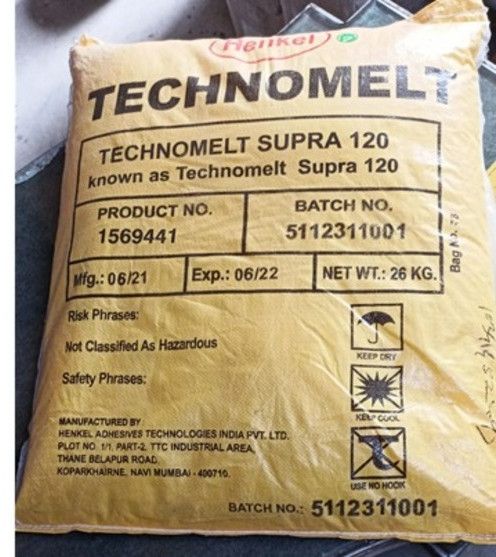 Henkel
TECHNOMELT
TECHNOMELT SUPRA 120
known as Technomelt Supra 120
PRODUCT NO.
1569441
BATCH NO.
5112311001
Mfg.: 06/21
Exp.: 06/22
NET WT.: 26 KG.
Bag No.
Risk Phrases:
Not Classified As Hazardous
Safety Phrases:
KEEP DRY
KEEP COOL
USE NO HOOK
MANUFACTURED BY
HENKEL ADHESIVES TECHNOLOGIES INDIA PVT. LTD.
PLOT NO. 1/1, PART-2, TTC INDUSTRIAL AREA,
THANE BELAPUR ROAD,
KOPARKHAIRNE, NAVI MUMBAI - 400710.
BATCH NO.: 5112311001